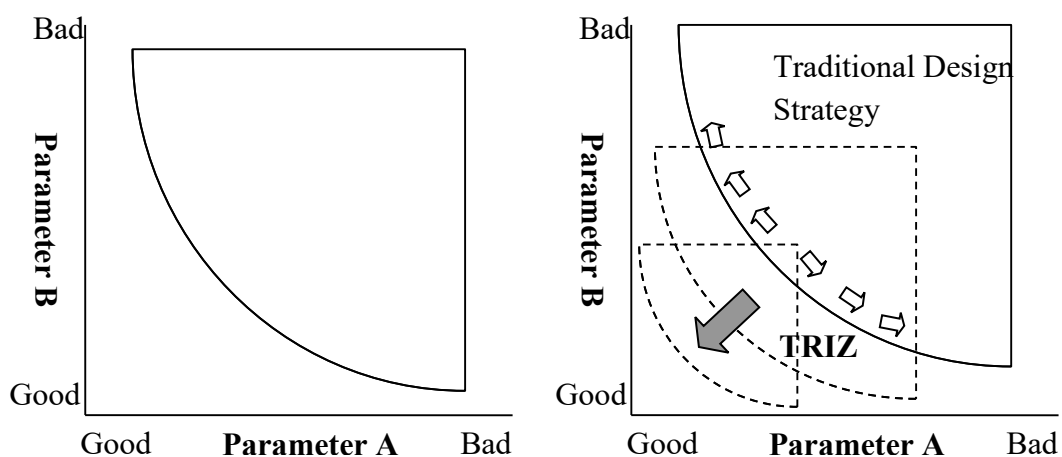 Bad
Parameter B
Good
Good
Parameter A
Bad
Bad
Traditional Design
Strategy
Parameter B
TRIZ
Good
Good
Parameter A
Bad